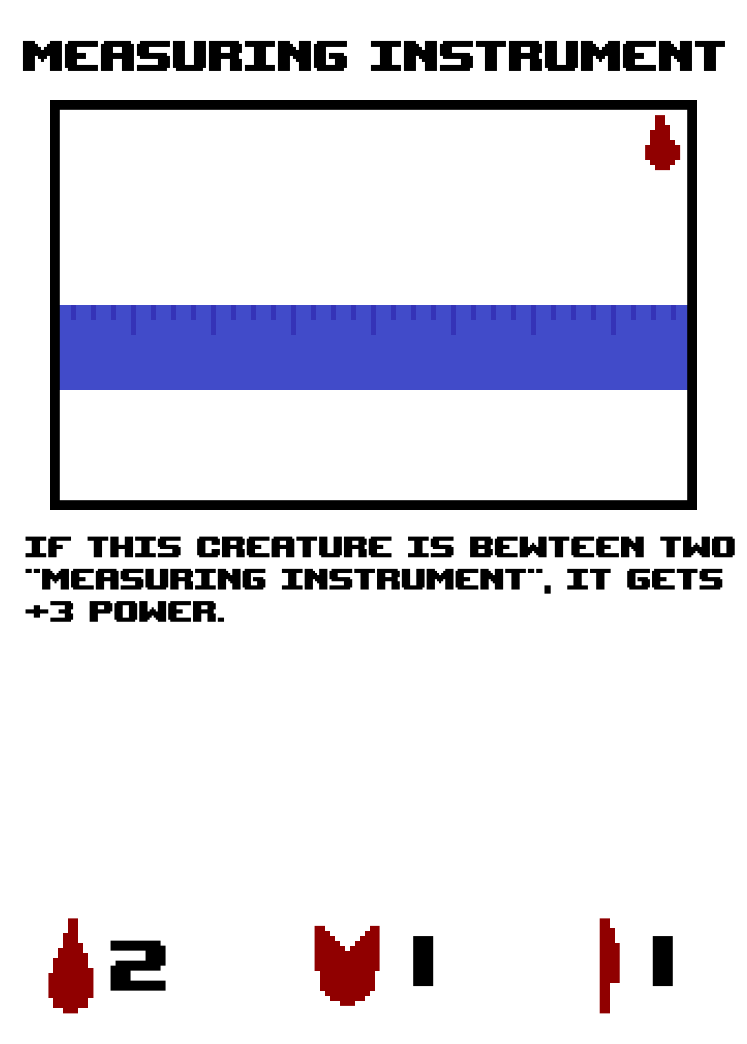 MEASURING INSTRUMENT
IF THIS CREATURE IS BEWTEEN TWO
"MEASURING INSTRUMENT", IT GETS
+3 POWER.
2 1 1